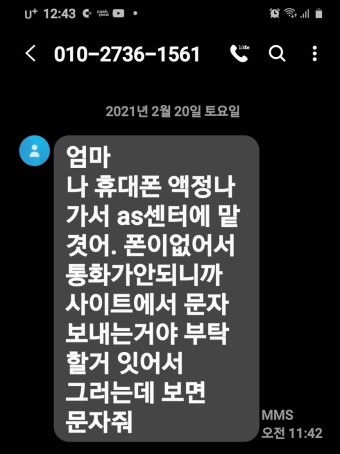 U+ 12:43
010-2736-1561
2021년 2월 20일 토요일
엄마
나 휴대폰 액정나
가서 as센터에 맡
겻어. 폰이없어서
통화가안되니까
사이트에서 문자
보내는거야 부탁
할거 잇어서
그러는데 보면
문자줘
MMS
오전 11:42